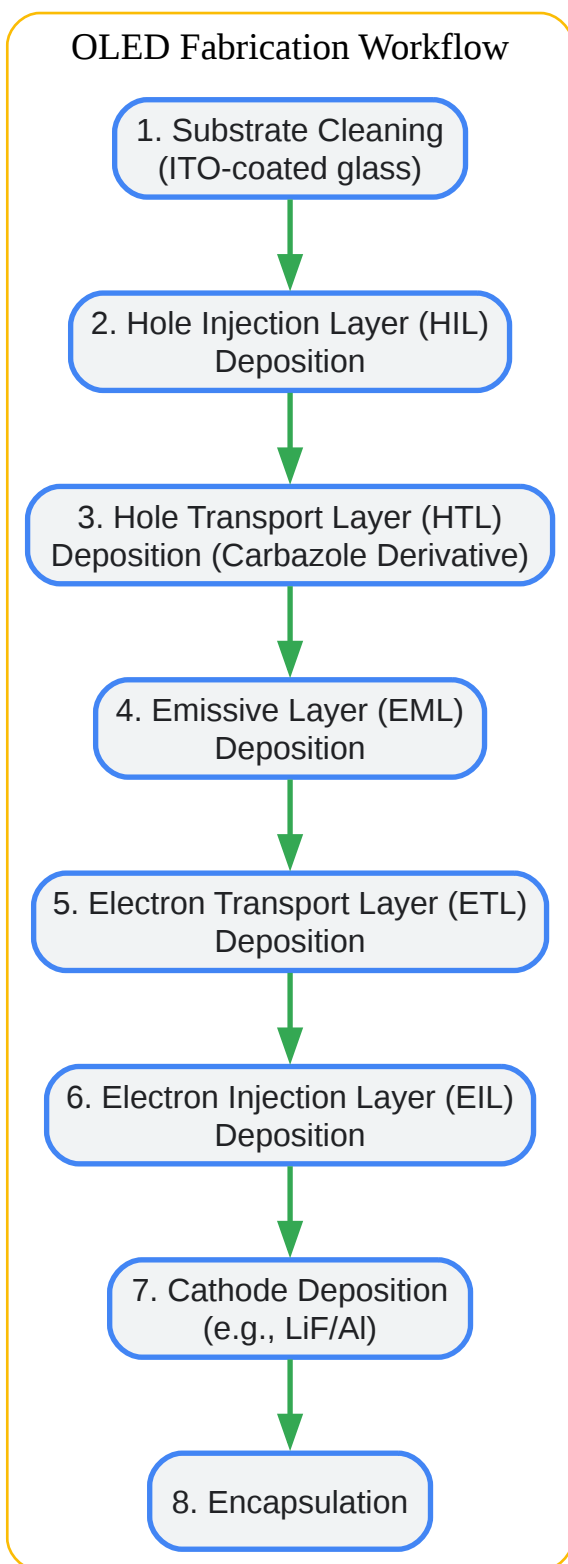 OLED Fabrication Workflow
1. Substrate Cleaning
(ITO-coated glass)
2. Hole Injection Layer (HIL)
Deposition
3. Hole Transport Layer (HTL)
Deposition (Carbazole Derivative)
4. Emissive Layer (EML)
Deposition
5. Electron Transport Layer (ETL)
Deposition
6. Electron Injection Layer (EIL)
Deposition
7. Cathode Deposition
(e.g., LiF/Al)
8. Encapsulation